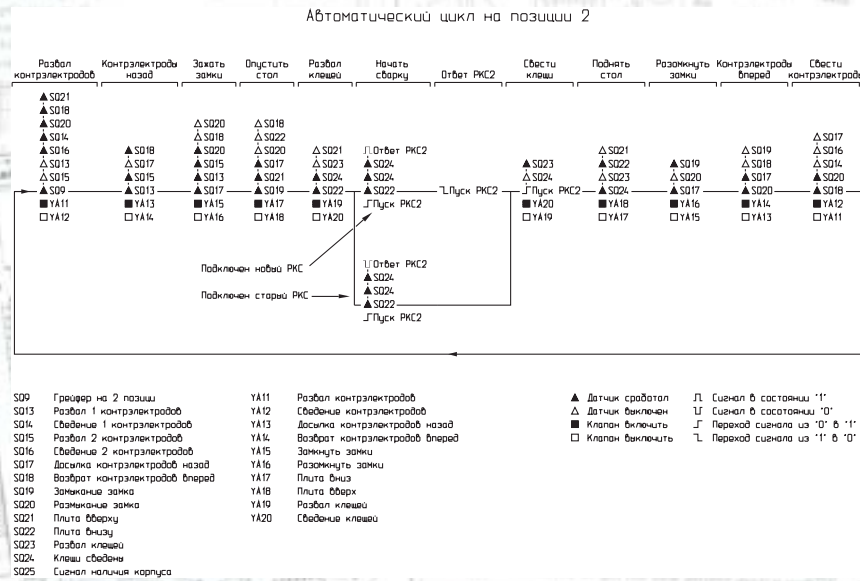 Автоматический цикл на позиции 2
Развал контрэлектродов
Контрэлектроды назад
Зажать замки
Опустить стол
Развал клещей
Начать сварку
Ответ РКС2
Свести клещи
Поднять стол
Разомкнуть замки
Контрэлектроды вперед
Свести контрэлектроды
▲ SQ21
▲ SQ18
▲ SQ20
▲ SQ14
▲ SQ16
△ SQ13
△ SQ15
▲ SQ9
■ YA11
□ YA12
▲ SQ18
△ SQ17
▲ SQ15
▲ SQ13
■ YA13
□ YA14
△ SQ20
△ SQ18
▲ SQ20
▲ SQ15
▲ SQ13
▲ SQ17
■ YA15
□ YA16
△ SQ18
△ SQ22
△ SQ20
▲ SQ17
▲ SQ21
▲ SQ19
■ YA17
□ YA18
△ SQ21
△ SQ23
▲ SQ24
▲ SQ22
■ YA19
□ YA20
Ответ РКС2
▲ SQ24
▲ SQ24
▲ SQ22
Пуск РКС2
Подключен новый РКС
Подключен старый РКС
Ответ РКС2
▲ SQ24
▲ SQ24
▲ SQ22
Пуск РКС2
Пуск РКС2
▲ SQ23
△ SQ24
Пуск РКС2
■ YA20
□ YA19
△ SQ21
▲ SQ22
△ SQ23
▲ SQ24
■ YA18
□ YA17
▲ SQ19
△ SQ20
▲ SQ17
■ YA16
□ YA15
△ SQ19
△ SQ18
▲ SQ17
▲ SQ20
■ YA14
□ YA13
△ SQ17
△ SQ16
△ SQ14
▲ SQ20
▲ SQ18
■ YA12
□ YA11
SQ9 Грейфер на 2 позици
SQ13 Развал 1 контрэлектродов
SQ14 Сведение 1 контрэлектродов
SQ15 Развал 2 контрэлектродов
SQ16 Сведение 2 контрэлектродов
SQ17 Досылка контрэлектродов назад
SQ18 Возврат контрэлектродов вперед
SQ19 Замыкание замка
SQ20 Размыкание замка
SQ21 Плита вверху
SQ22 Плита внизу
SQ23 Развал клещей
SQ24 Клещи сведены
SQ25 Сигнал наличия корпуса
YA11 Развал контрэлектродов
YA12 Сведение контрэлектродов
YA13 Досылка контрэлектродов назад
YA14 Возврат контрэлектродов вперед
YA15 Замкнуть замки
YA16 Разомкнуть замки
YA17 Плита вниз
YA18 Плита вверх
YA19 Развал клещей
YA20 Сведение клещей
▲ Датчик сработал
△ Датчик выключен
■ Клапан включить
□ Клапан выключить
Сигнал в состоянии "1"
Сигнал в сосотоянии "0"
Переход сигнала из "0" в "1"
Переход сигнала из "1" в "0"